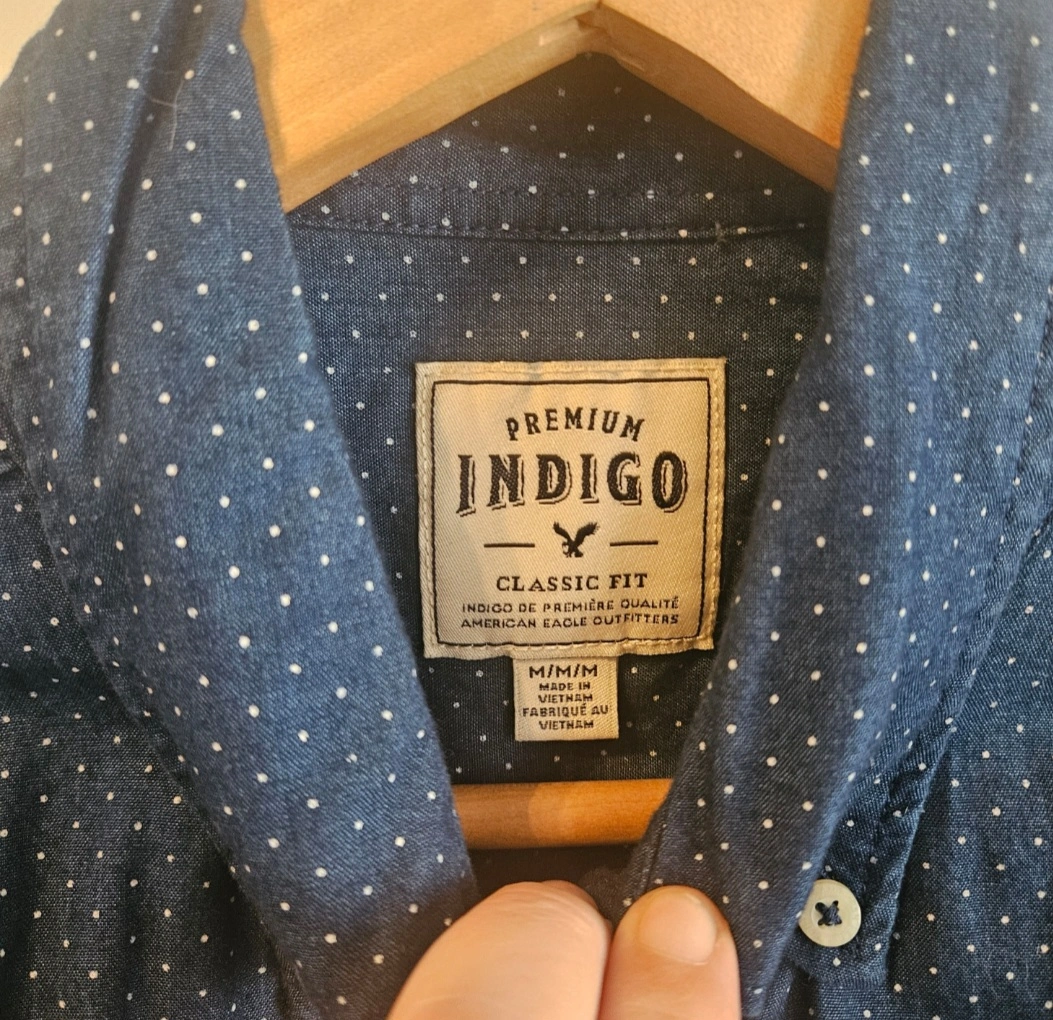 PREMIUM
INDIGO
CLASSIC FIT
INDIGO DE PREMIÈRE QUALITÉ
AMERICAN EAGLE OUTFITTERS
M/M/M
MADE IN
VIETNAM
FABRIQUÉ AU
VIETNAM